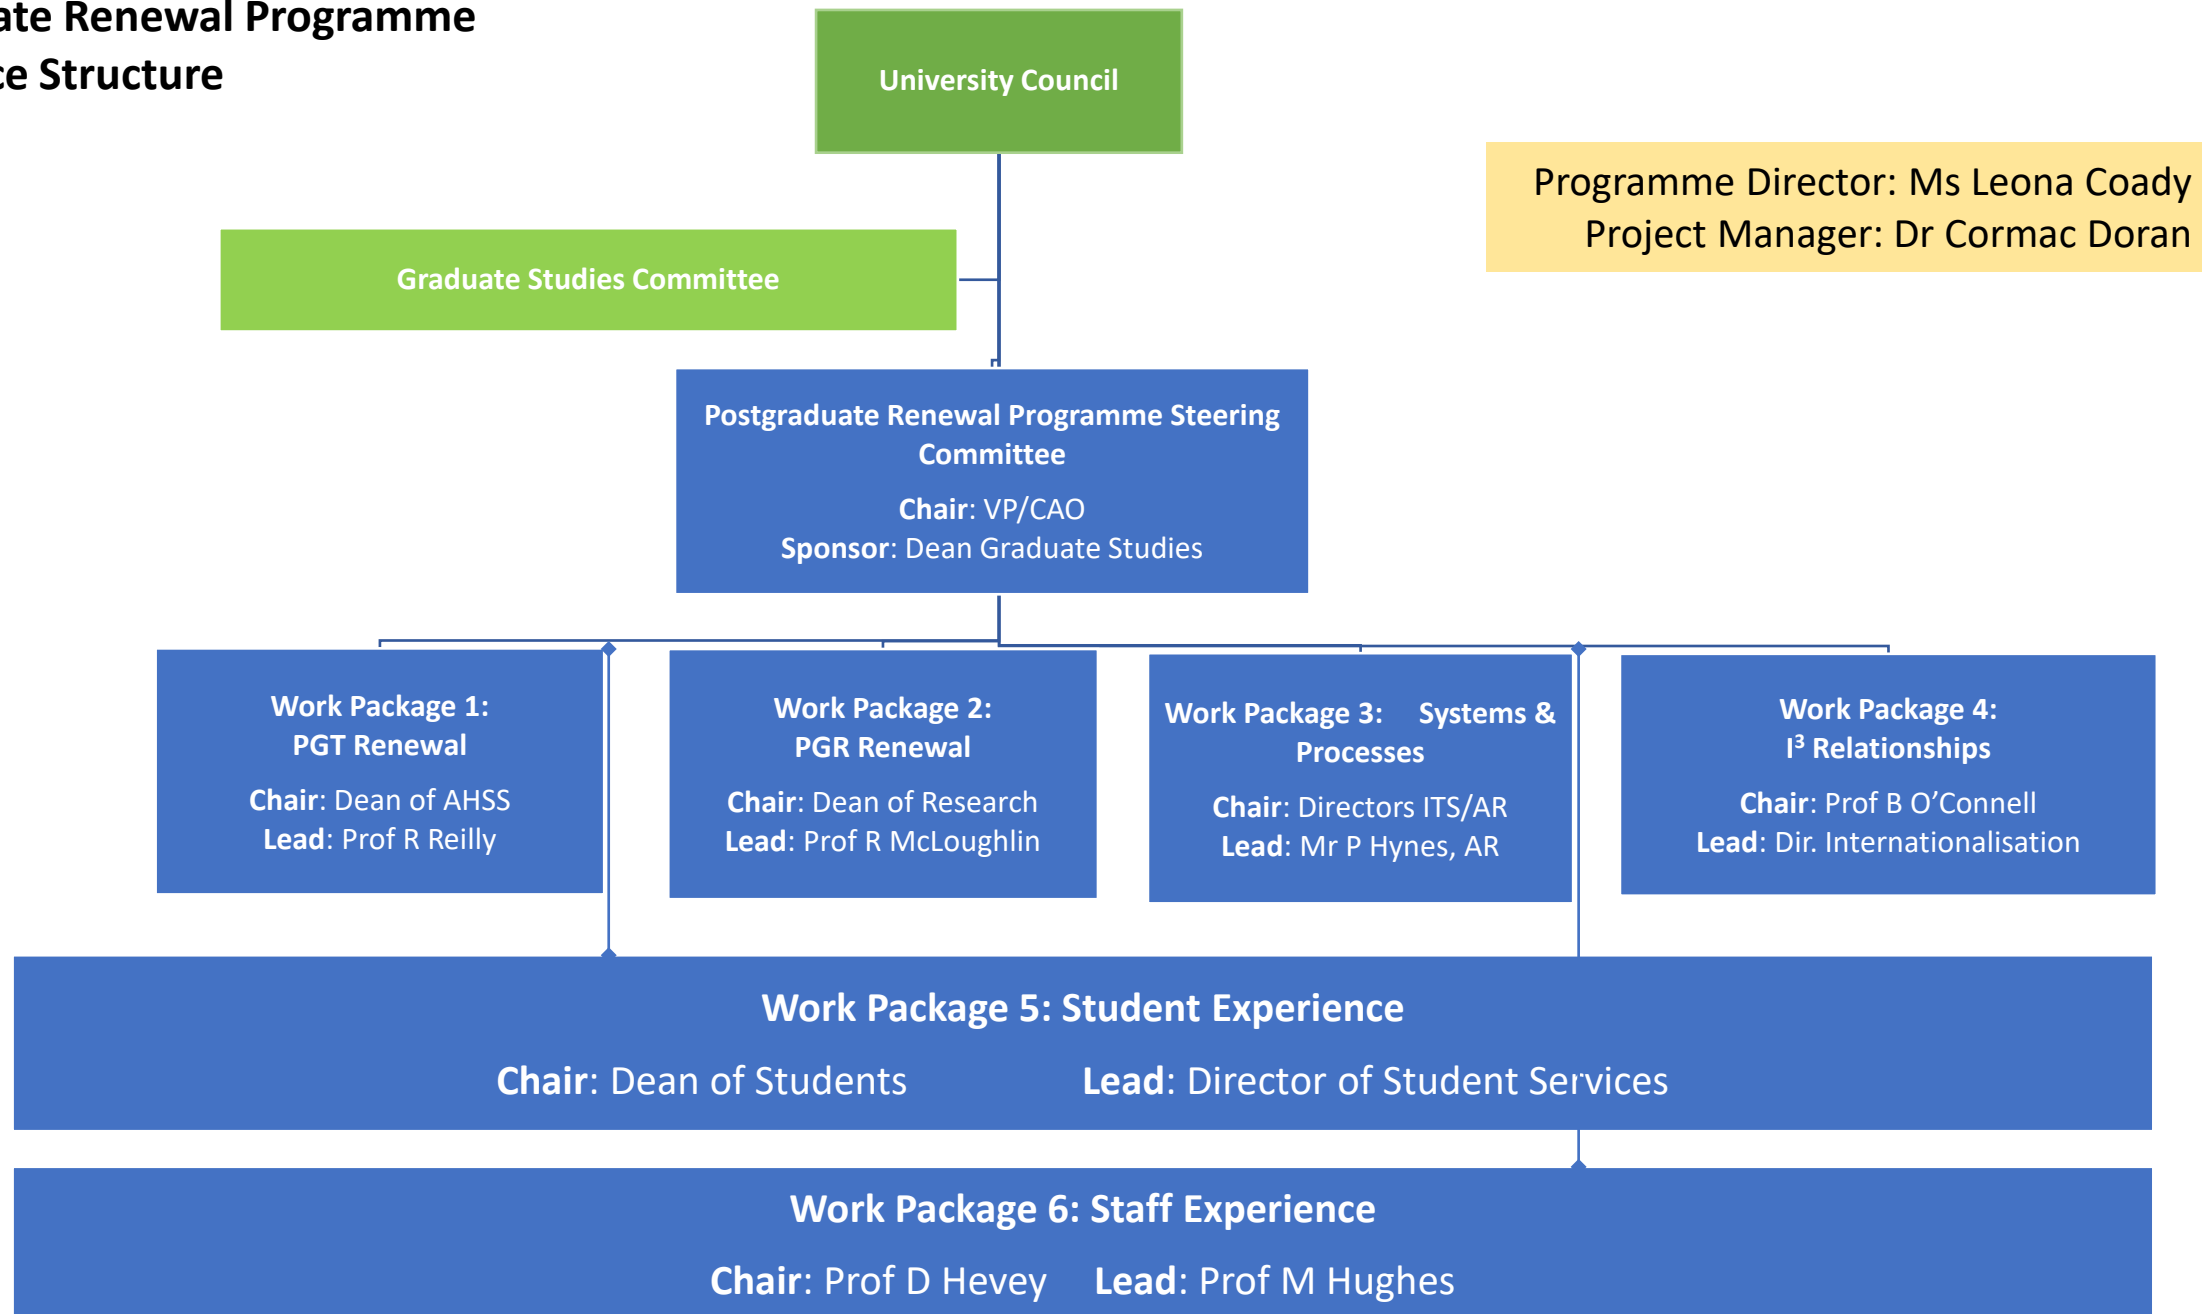 ate Renewal Programme
ce Structure
University Council
Programme Director: Ms Leona Coady
Project Manager: Dr Cormac Doran
Graduate Studies Committee
Postgraduate Renewal Programme Steering
Committee
Chair: VP/CAO
Sponsor: Dean Graduate Studies
Work Package 1:
PGT Renewal
Chair: Dean of AHSS
Lead: Prof R Reilly
Work Package 2:
PGR Renewal
Chair: Dean of Research
Lead: Prof R McLoughlin
Work Package 3: Systems &
Processes
Chair: Directors ITS/AR
Lead: Mr P Hynes, AR
Work Package 4:
I³ Relationships
Chair: Prof B O’Connell
Lead: Dir. Internationalisation
Work Package 5: Student Experience
Chair: Dean of Students Lead: Director of Student Services
Work Package 6: Staff Experience
Chair: Prof D Hevey Lead: Prof M Hughes